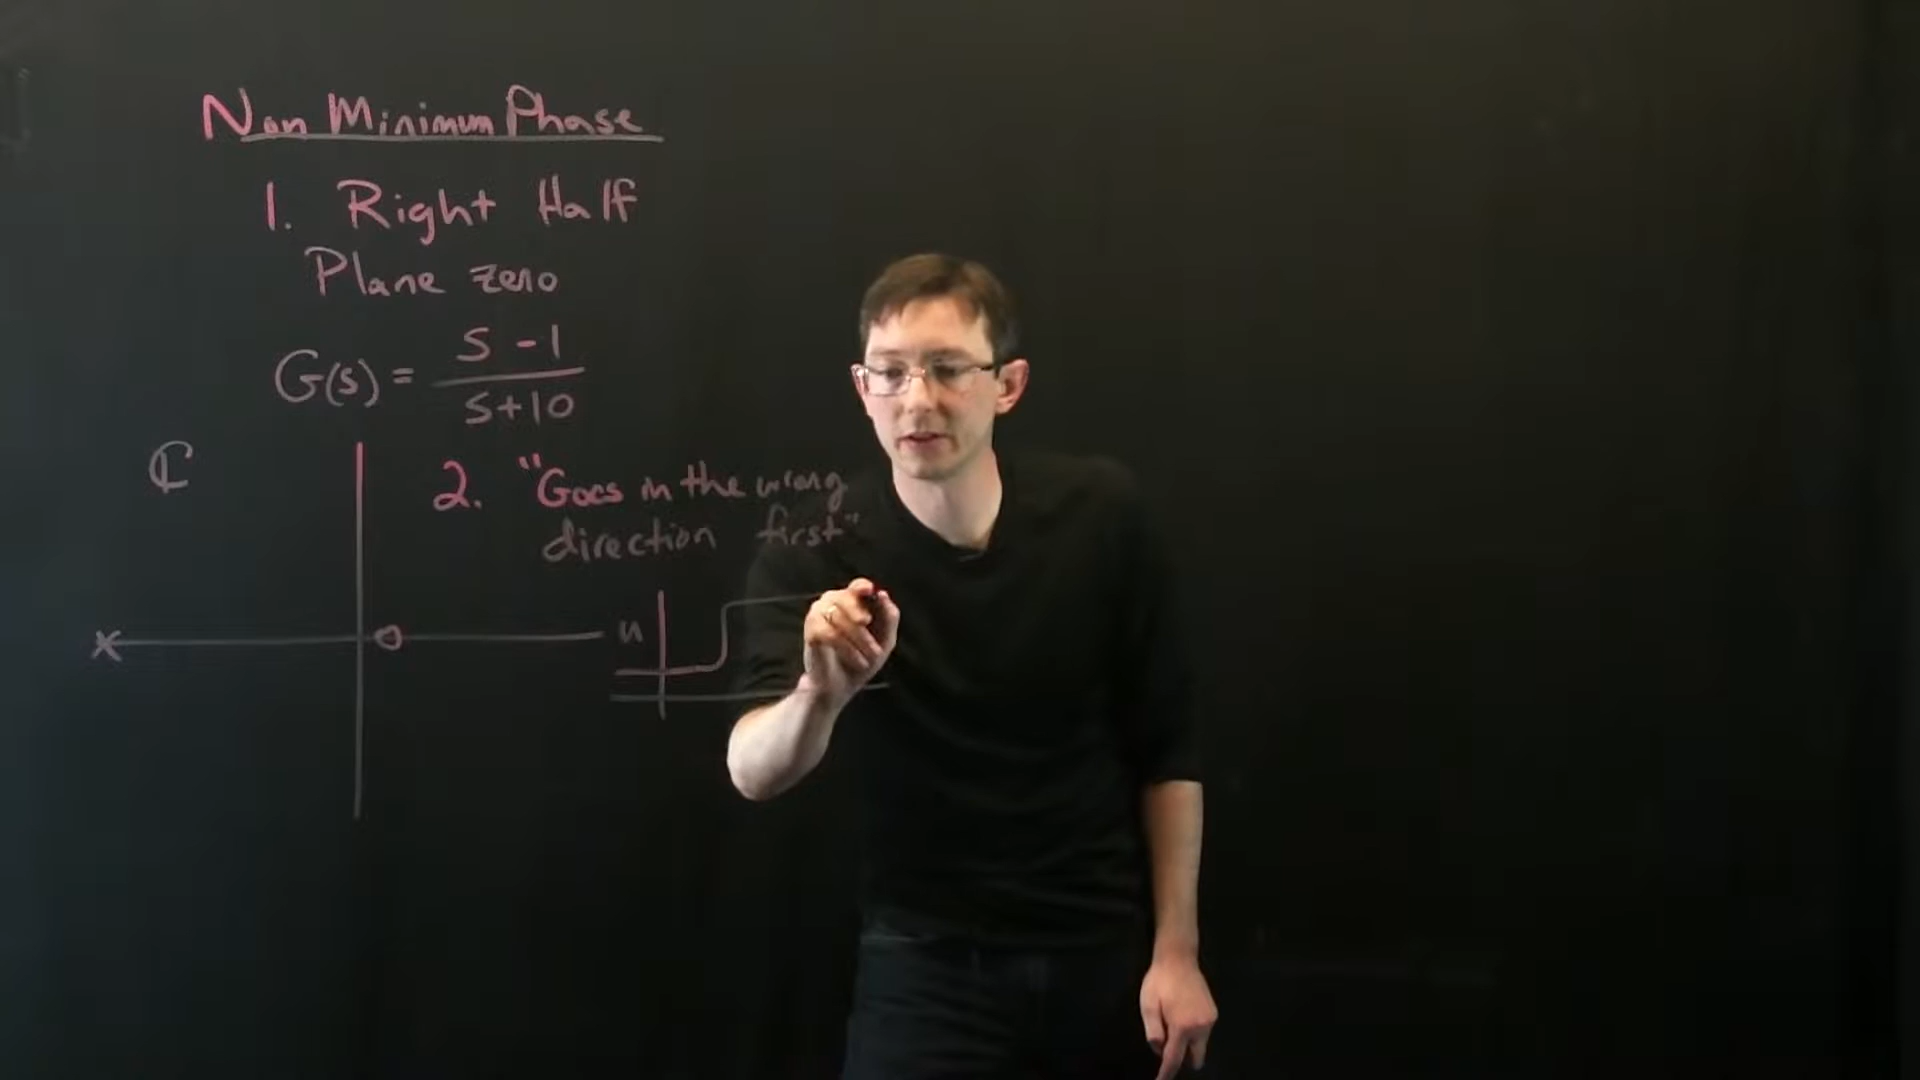 Non Minimum Phase
1. Right Half
Plane zero
G(s) = s - 1 / s + 10
ℂ
2. "Goes in the wrong
direction first"
u